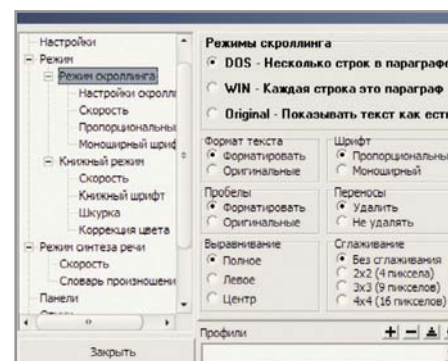 Настройки
Режим
Режим скроллинга
Настройки скролл
Скорость
Пропорциональны
Моноширный шриф
Книжный режим
Скорость
Книжный шрифт
Шкурка
Коррекция цвета
Режим синтеза речи
Скорость
Словарь произношени
Панели
Закрыть
Режимы скроллинга
DOS - Несколько строк в параграфе
WIN - Каждая строка это параграф
Original - Показывать текст как есть
Формат текста
Форматировать
Оригинальные
Шрифт
Пропорциональны
Моноширный
Пробелы
Форматировать
Оригинальные
Переносы
Удалить
Не удалять
Выравнивание
Полное
Левое
Центр
Сглаживание
Без сглаживания
2x2 (4 пиксела)
3x3 (9 пикселов)
4x4 (16 пикселов)
Профили